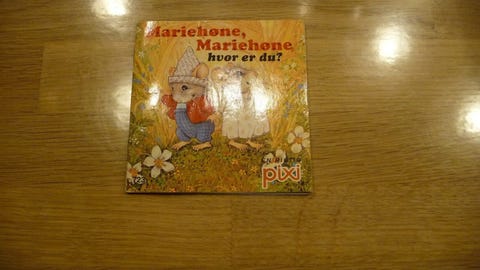 Mariehøne,
Mariehøne
hvor er du?
pixi